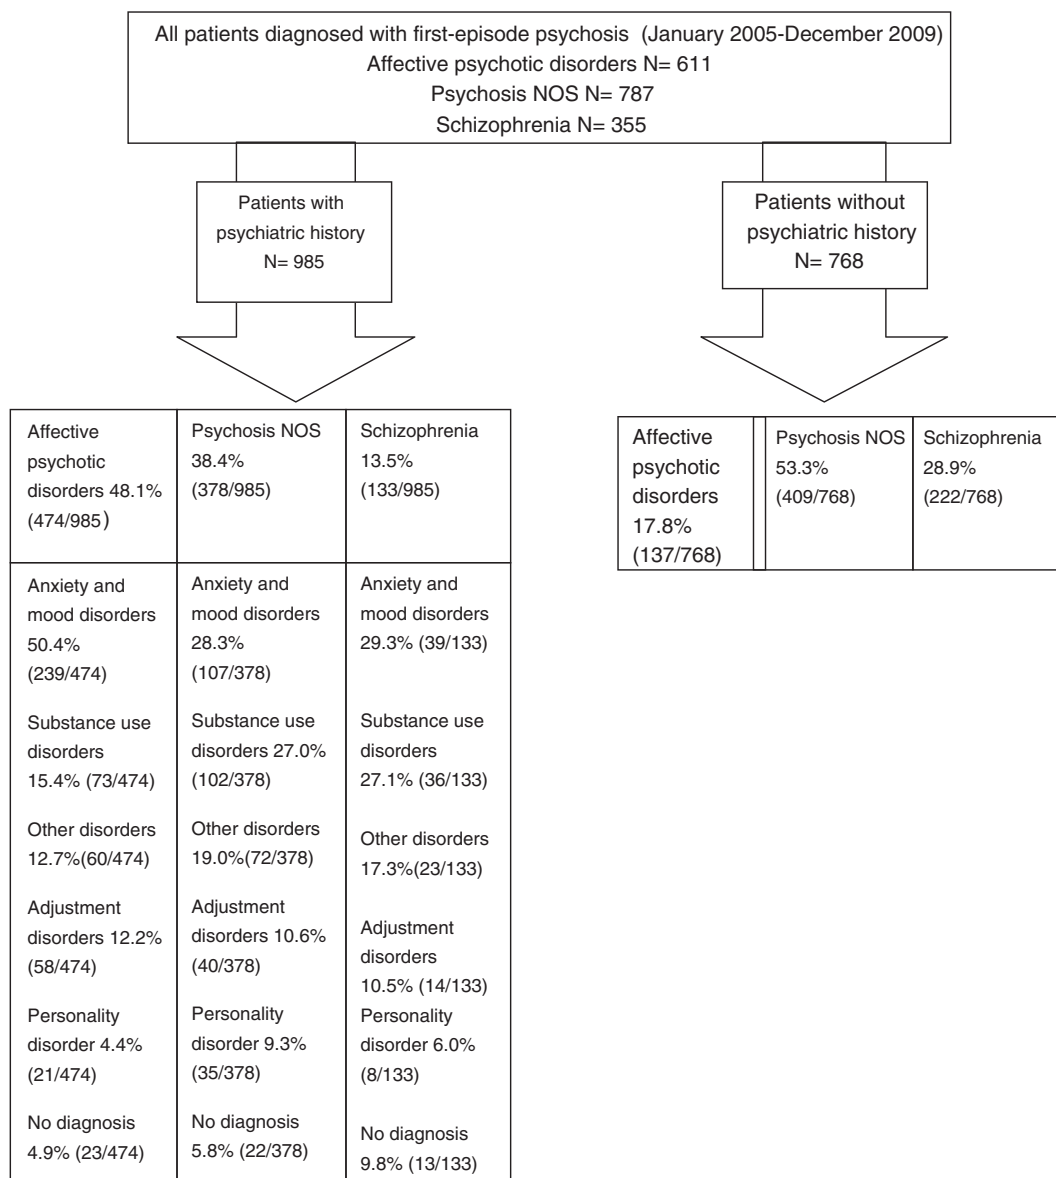 All patients diagnosed with first-episode psychosis (January 2005-December 2009)
Affective psychotic disorders N= 611
Psychosis NOS N= 787
Schizophrenia N= 355
Patients with
psychiatric history
N= 985
Patients without
psychiatric history
N= 768
Affective
psychotic
disorders 48.1%
(474/985)
Psychosis NOS
38.4%
(378/985)
Schizophrenia
13.5%
(133/985)
Affective
psychotic
disorders
17.8%
(137/768)
Psychosis NOS
53.3%
(409/768)
Schizophrenia
28.9%
(222/768)
Anxiety and
mood disorders
50.4%
(239/474)
Substance use
disorders
15.4% (73/474)
Other disorders
12.7%(60/474)
Adjustment
disorders 12.2%
(58/474)
Personality
disorder 4.4%
(21/474)
No diagnosis
4.9% (23/474)
Anxiety and
mood disorders
28.3%
(107/378)
Substance use
disorders 27.0%
(102/378)
Other disorders
19.0%(72/378)
Adjustment
disorders 10.6%
(40/378)
Personality
disorder 9.3%
(35/378)
No diagnosis
5.8% (22/378)
Anxiety and
mood disorders
29.3% (39/133)
Substance use
disorders
27.1% (36/133)
Other disorders
17.3%(23/133)
Adjustment
disorders
10.5% (14/133)
Personality
disorder 6.0%
(8/133)
No diagnosis
9.8% (13/133)